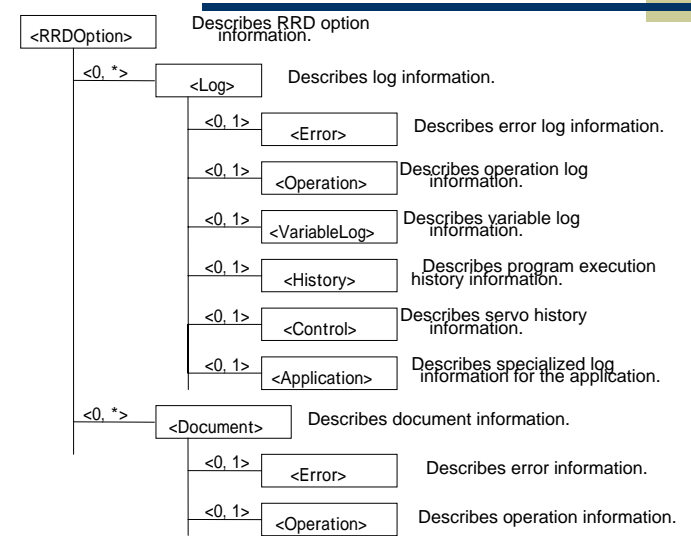 <RRDOption> Describes RRD option
information.
<0, *> <Log> Describes log information.
<0, 1> <Error> Describes error log information.
<0, 1> <Operation> Describes operation log
information.
<0, 1> <VariableLog> Describes variable log
information.
<0, 1> <History> Describes program execution
history information.
<0, 1> <Control> Describes servo history
information.
<0, 1> <Application> Describes specialized log
information for the application.
<0, *> <Document> Describes document information.
<0, 1> <Error> Describes error information.
<0, 1> <Operation> Describes operation information.